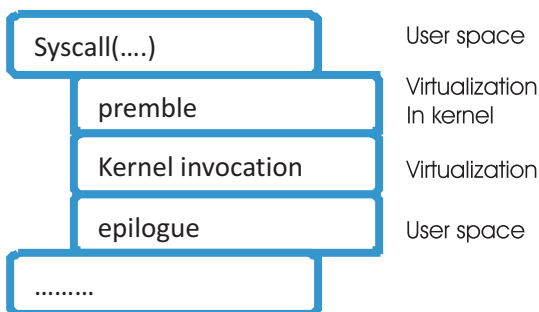 Syscall(....)
User space
premble
Virtualization
In kernel
Kernel invocation
Virtualization
epilogue
User space
.........